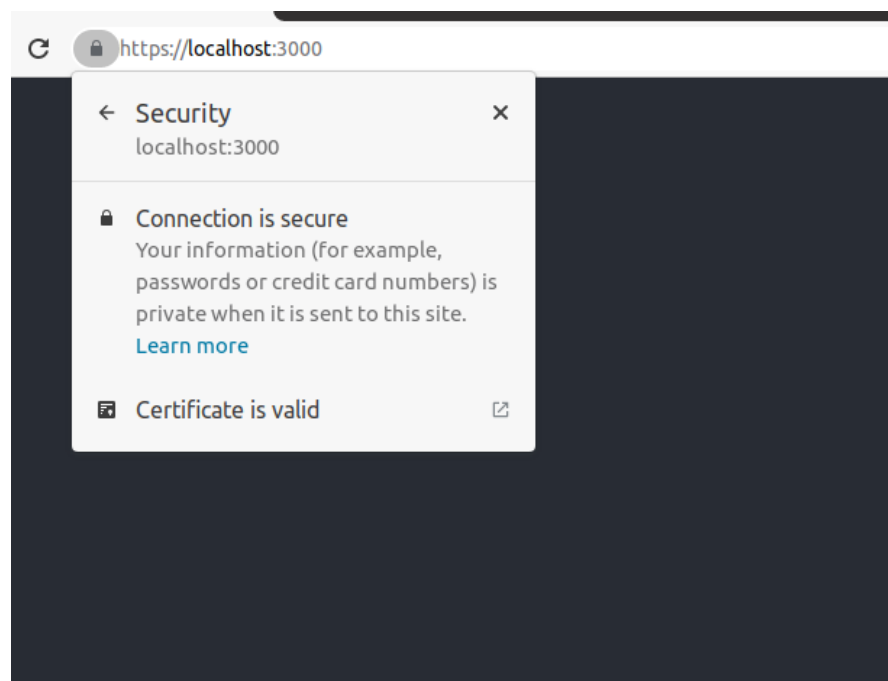 https://localhost:3000
Security
localhost:3000
Connection is secure
Your information (for example,
passwords or credit card numbers) is
private when it is sent to this site.
Learn more
Certificate is valid